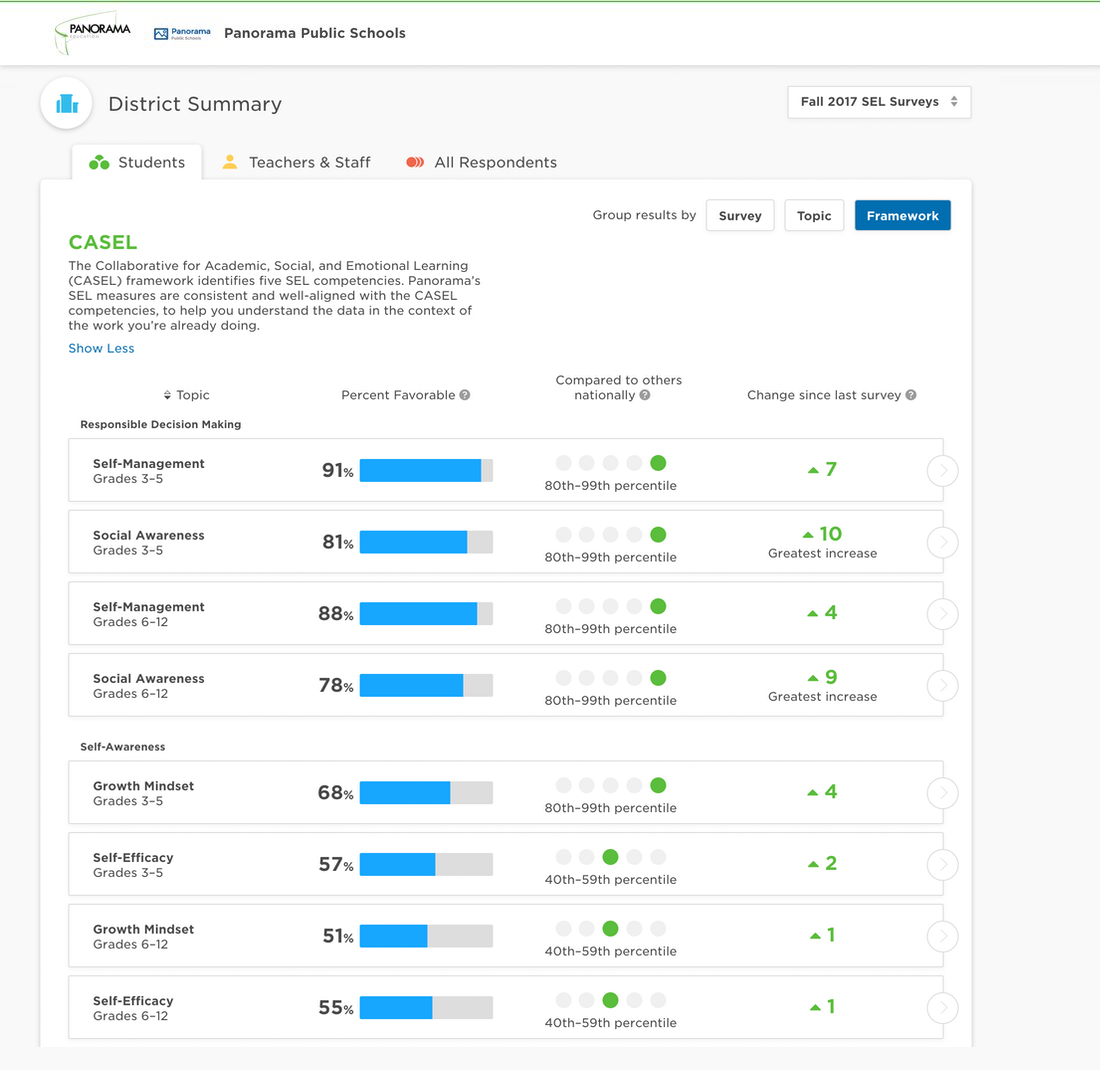 PANORAMA
EDUCATION
Panorama
Public Schools
Panorama Public Schools
District Summary
Fall 2017 SEL Surveys
Students
Teachers & Staff
All Respondents
Group results by
Survey
Topic
Framework
CASEL
The Collaborative for Academic, Social, and Emotional Learning
(CASEL) framework identifies five SEL competencies. Panorama's
SEL measures are consistent and well-aligned with the CASEL
competencies, to help you understand the data in the context of
the work you're already doing.
Show Less
Topic
Percent Favorable ?
Compared to others
nationally ?
Change since last survey ?
Responsible Decision Making
Self-Management
Grades 3–5
91%
80th–99th percentile
7
Social Awareness
Grades 3–5
81%
80th–99th percentile
10
Greatest increase
Self-Management
Grades 6–12
88%
80th–99th percentile
4
Social Awareness
Grades 6–12
78%
80th–99th percentile
9
Greatest increase
Self-Awareness
Growth Mindset
Grades 3–5
68%
80th–99th percentile
4
Self-Efficacy
Grades 3–5
57%
40th–59th percentile
2
Growth Mindset
Grades 6–12
51%
40th–59th percentile
1
Self-Efficacy
Grades 6–12
55%
40th–59th percentile
1